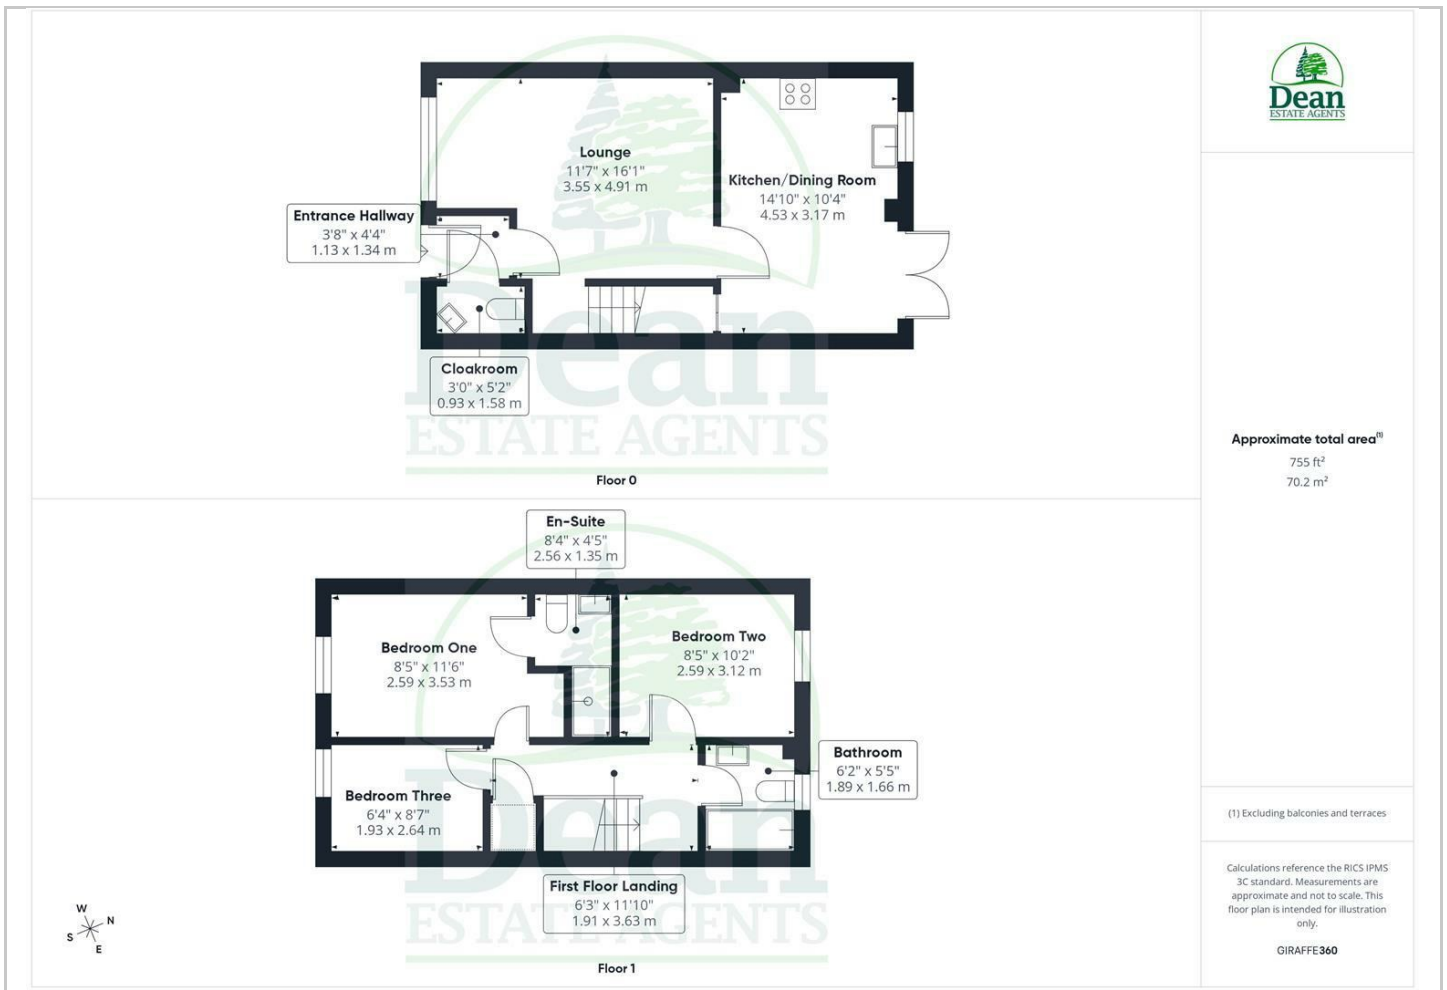 Lounge
11'7" x 16'1"
3.55 x 4.91 m
Kitchen/Dining Room
14'10" x 10'4"
4.53 x 3.17 m
Entrance Hallway
3'8" x 4'4"
1.13 x 1.34 m
Cloakroom
3'0" x 5'2"
0.93 x 1.58 m
Dean
ESTATE AGENTS
Floor 0
En-Suite
8'4" x 4'5"
2.56 x 1.35 m
Bedroom One
8'5" x 11'6"
2.59 x 3.53 m
Bedroom Two
8'5" x 10'2"
2.59 x 3.12 m
Bathroom
6'2" x 5'5"
1.89 x 1.66 m
Bedroom Three
6'4" x 8'7"
1.93 x 2.64 m
First Floor Landing
6'3" x 11'10"
1.91 x 3.63 m
Dean
ESTATE AGENTS
W
N
S
E
Floor 1
Dean
ESTATE AGENTS
Approximate total area(1)
755 ft²
70.2 m²
(1) Excluding balconies and terraces
Calculations reference the RICS IPMS
3C standard. Measurements are
approximate and not to scale. This
floor plan is intended for illustration
only.
GIRAFFE360